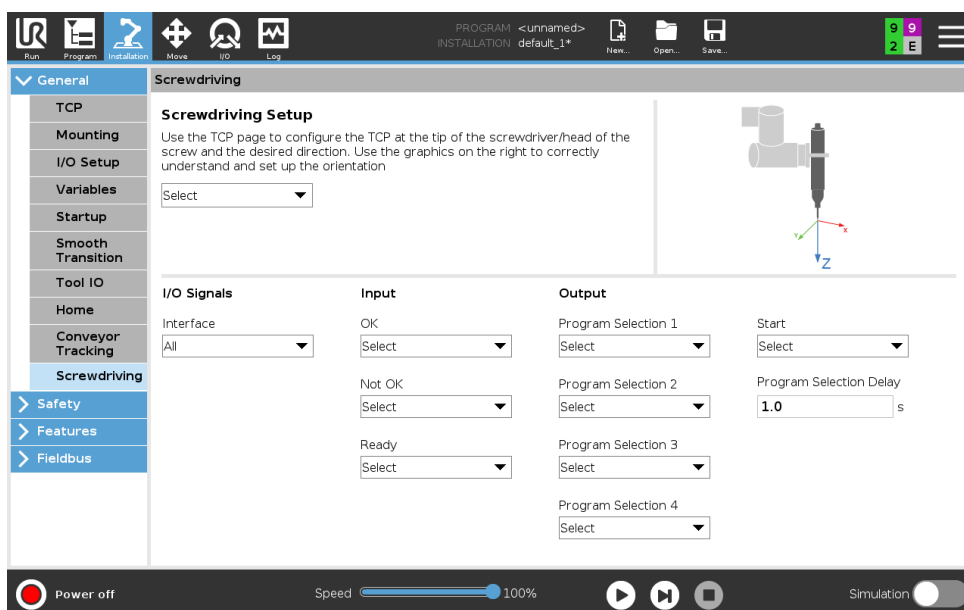 UR
Run
Program
Installation
Move
I/O
Log
PROGRAM <unnamed>
INSTALLATION default_1*
New...
Open...
Save...
9 9
2 E
General
TCP
Mounting
I/O Setup
Variables
Startup
Smooth
Transition
Tool IO
Home
Conveyor
Tracking
Screwdriving
Safety
Features
Fieldbus
Screwdriving
Screwdriving Setup
Use the TCP page to configure the TCP at the tip of the screwdriver/head of the
screw and the desired direction. Use the graphics on the right to correctly
understand and set up the orientation
Select
Y
X
Z
I/O Signals
Interface
All
Input
OK
Select
Not OK
Select
Ready
Select
Output
Program Selection 1
Select
Program Selection 2
Select
Program Selection 3
Select
Program Selection 4
Select
Start
Select
Program Selection Delay
1.0 s
Power off
Speed 100%
Simulation